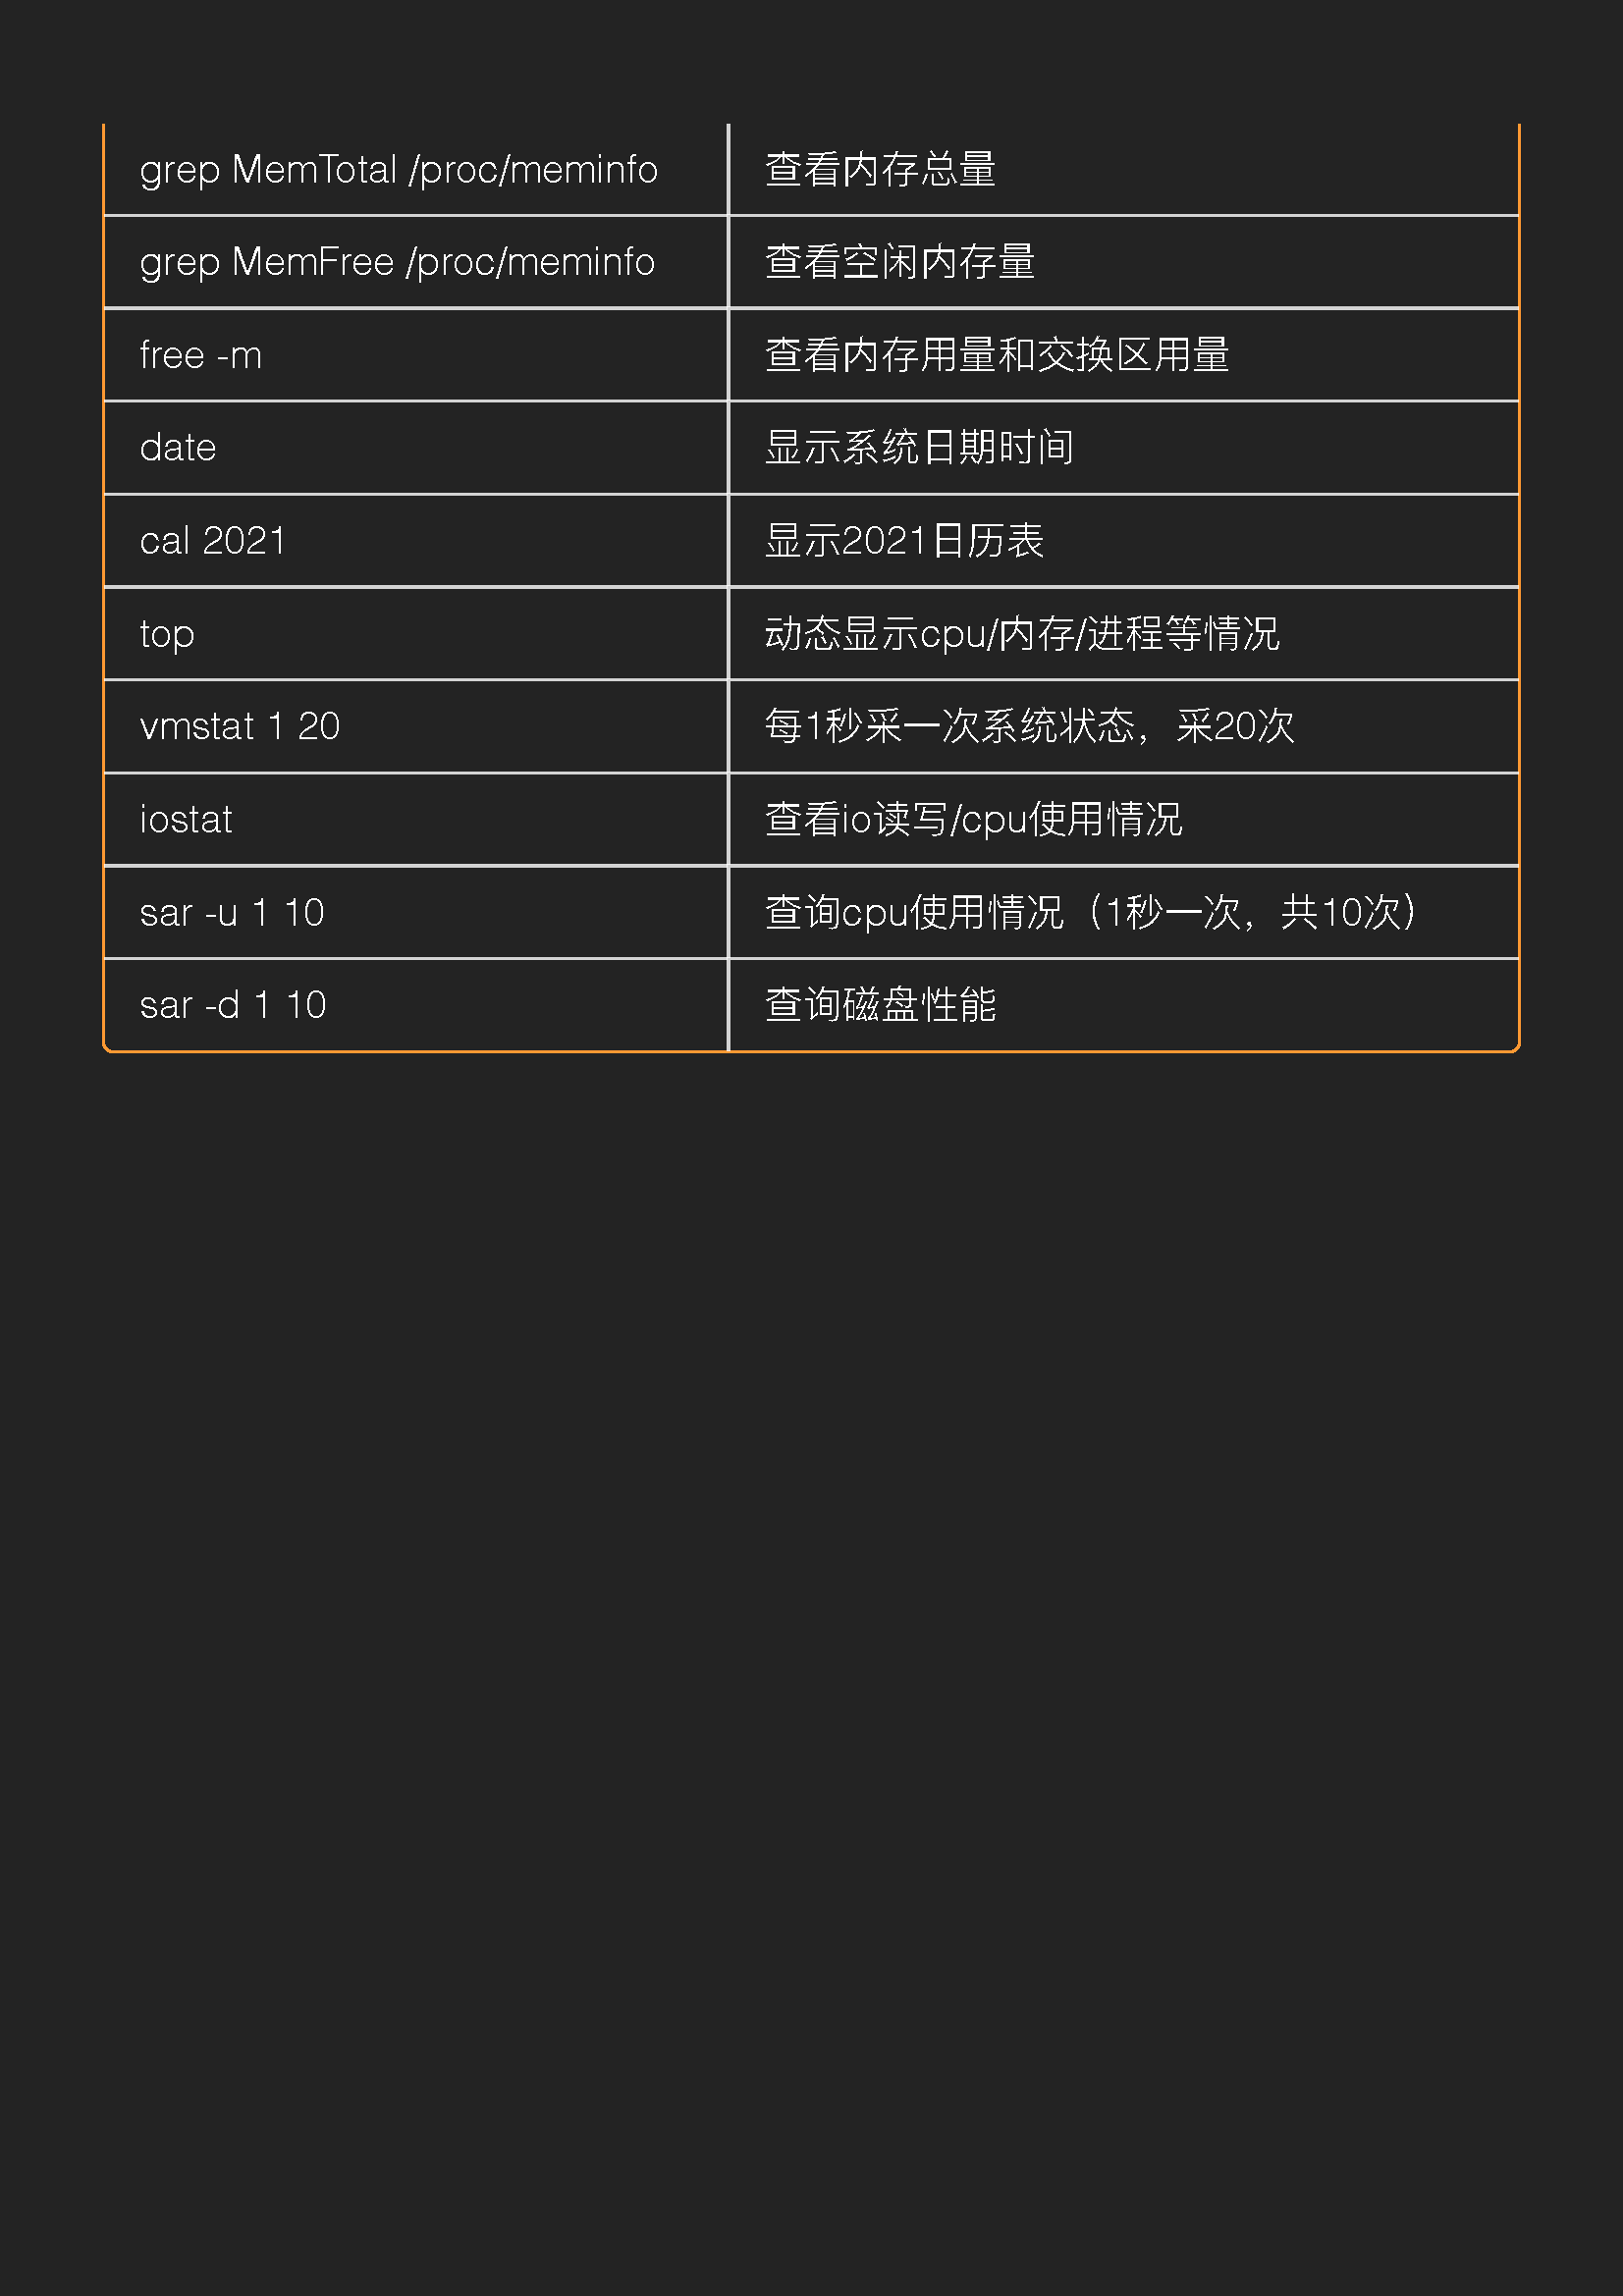 grep MemTotal /proc/meminfo 查看内存总量
grep MemFree /proc/meminfo 查看空闲内存量
free -m 查看内存用量和交换区用量
date 显示系统日期时间
cal 2021 显示2021日历表
top 动态显示cpu/内存/进程等情况
vmstat 1 20 每1秒采一次系统状态，采20次
iostat 查看io读写/cpu使用情况
sar -u 1 10 查询cpu使用情况（1秒一次，共10次）
sar -d 1 10 查询磁盘性能